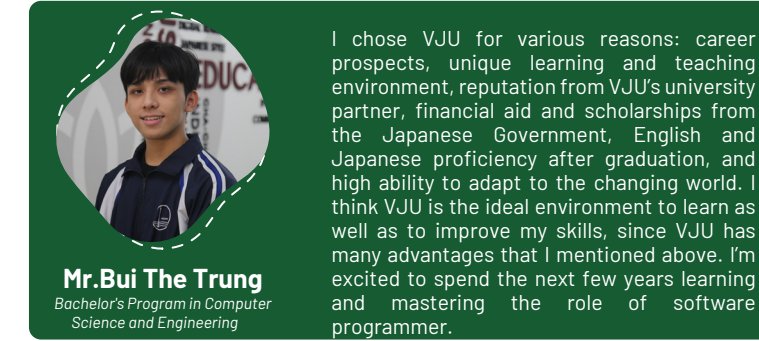 EDUCA
Mr.Bui The Trung
Bachelor's Program in Computer
Science and Engineering
I chose VJU for various reasons: career
prospects, unique learning and teaching
environment, reputation from VJU's university
partner, financial aid and scholarships from
the Japanese Government, English and
Japanese proficiency after graduation, and
high ability to adapt to the changing world. I
think VJU is the ideal environment to learn as
well as to improve my skills, since VJU has
many advantages that I mentioned above. I'm
excited to spend the next few years learning
and mastering the role of software
programmer.